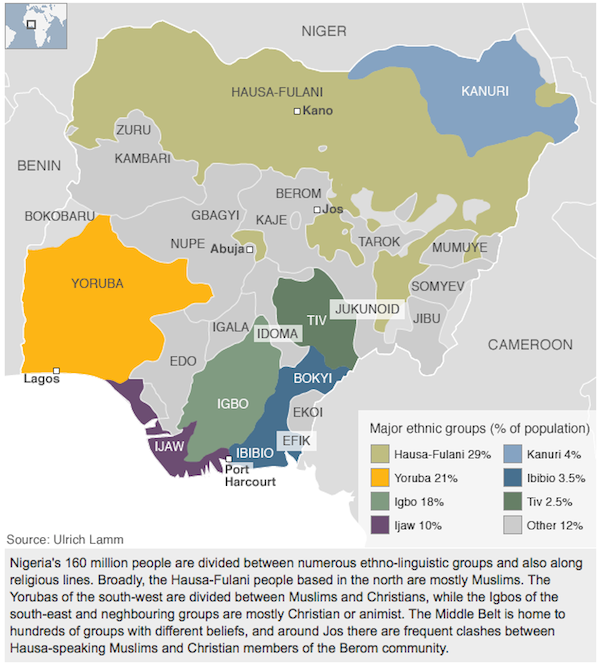 NIGER
HAUSA-FULANI
KANURI
Kano
ZURU
KAMBARI
BENIN
BEROM
Jos
BOKOBARU
GBAGYI
KAJE
NUPE
Abuja
TAROK
MUMUYE
YORUBA
SOMYEV
JUKUNOID
TIV
JIBU
IGALA
IDOMA
CAMEROON
EDO
Lagos
BOKYI
IGBO
EKOI
IJAW
EFIK
IBIBIO
Port
Harcourt
Major ethnic groups (% of population)
Hausa-Fulani 29%
Kanuri 4%
Yoruba 21%
Ibibio 3.5%
Igbo 18%
Tiv 2.5%
Ijaw 10%
Other 12%
Source: Ulrich Lamm
Nigeria's 160 million people are divided between numerous ethno-linguistic groups and also along
religious lines. Broadly, the Hausa-Fulani people based in the north are mostly Muslims. The
Yorubas of the south-west are divided between Muslims and Christians, while the Igbos of the
south-east and neghbouring groups are mostly Christian or animist. The Middle Belt is home to
hundreds of groups with different beliefs, and around Jos there are frequent clashes between
Hausa-speaking Muslims and Christian members of the Berom community.